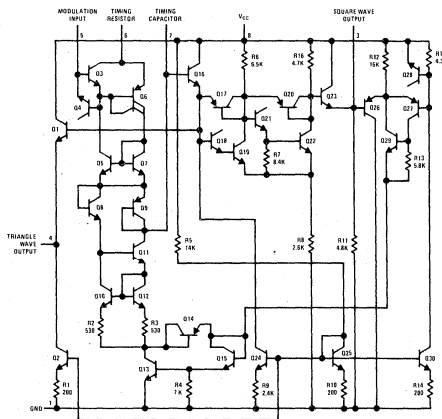 MODULATION INPUT
TIMING RESISTOR
TIMING CAPACITOR
VCC
SQUARE WAVE OUTPUT
5
6
7
8
3
Q3
Q4
Q6
Q16
R6 6.5K
R16 4.7K
Q23
R12 16K
Q28
Q17
Q20
Q26
Q27
Q1
Q18
Q19
Q21
Q22
R7 8.4K
Q29
R13 5.8K
Q5
Q7
Q8
Q9
4
TRIANGLE WAVE OUTPUT
Q11
R5 14K
R8 2.6K
R11 4.8K
Q10
Q12
R2 530
R3 530
Q14
Q2
Q13
Q15
Q24
Q25
Q30
R1 200
R4 7K
R9 2.4K
R10 200
R14 200
GND
1